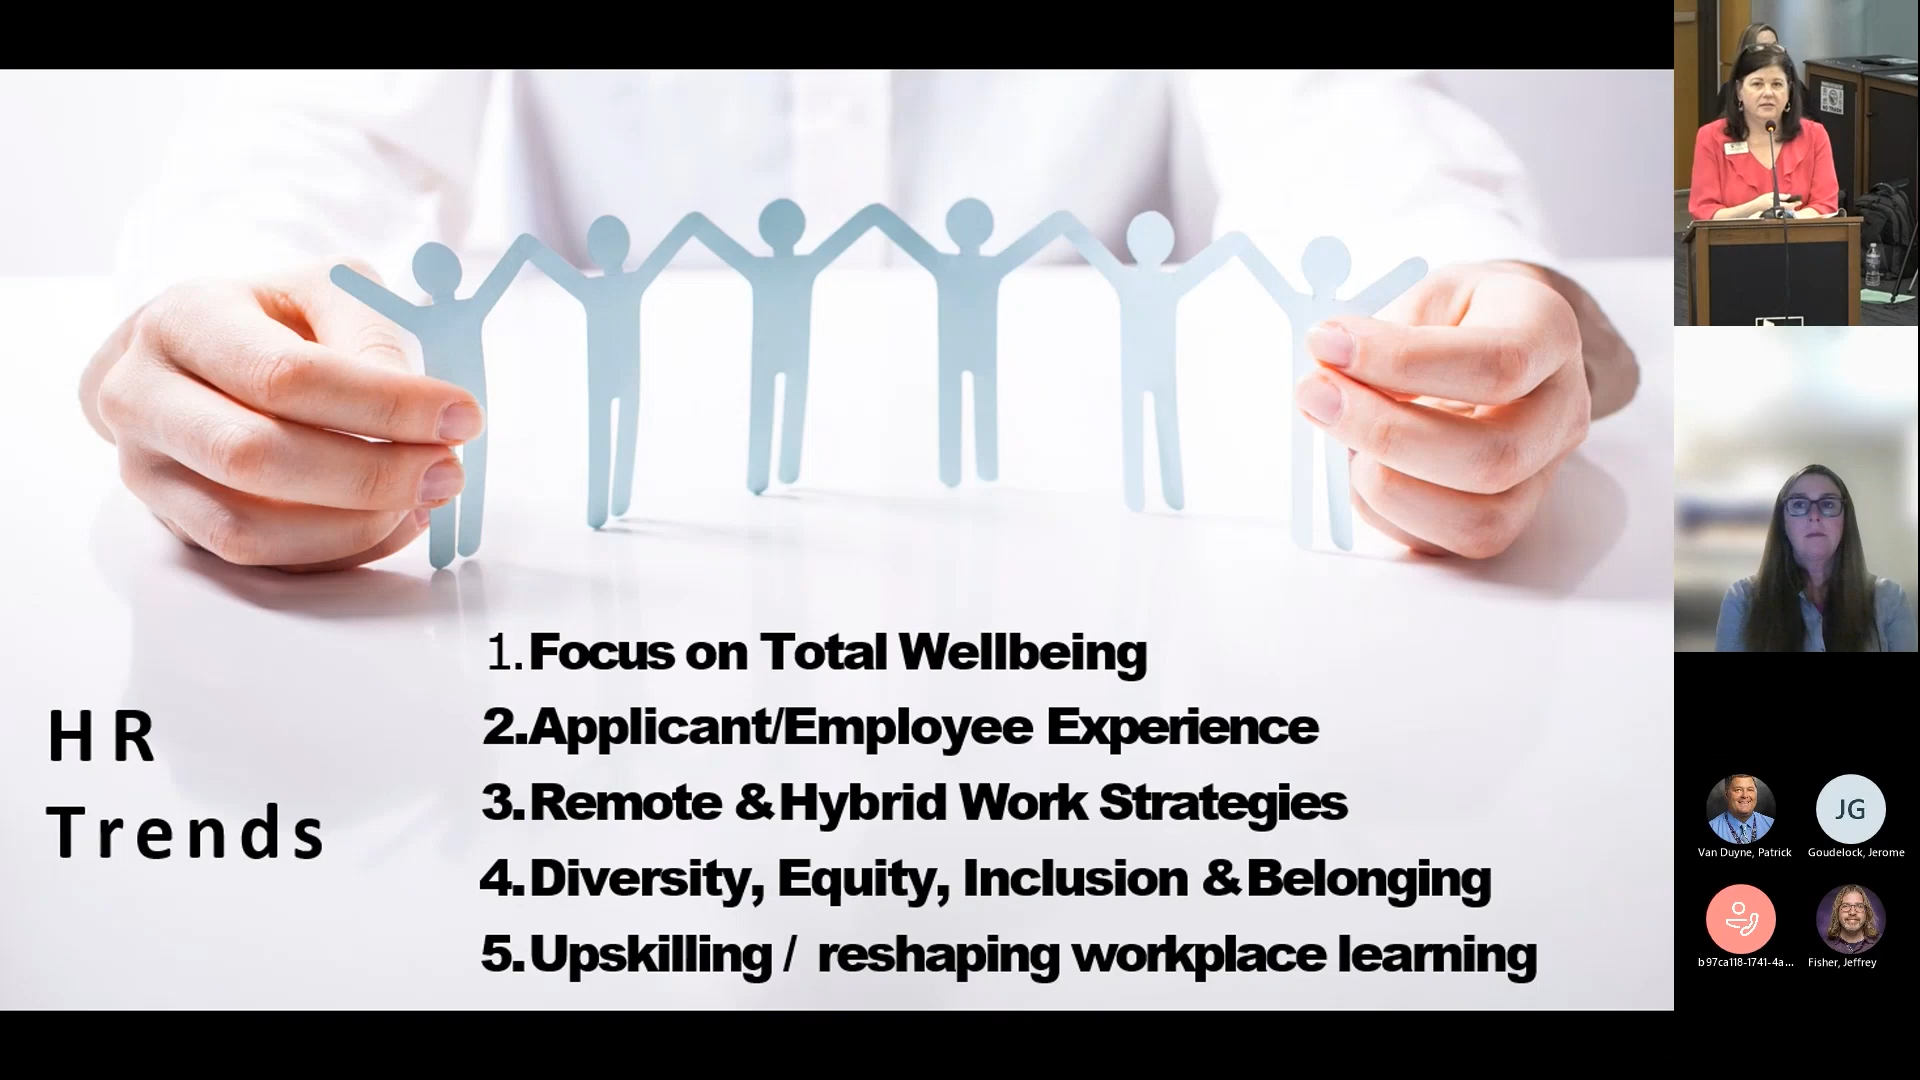 HR
Trends
1. Focus on Total Wellbeing
2. Applicant/Employee Experience
3. Remote & Hybrid Work Strategies
4. Diversity, Equity, Inclusion & Belonging
5. Upskilling / reshaping workplace learning
Van Duyne, Patrick
JG
Goudelock, Jerome
b97ca118-1741-4a...
Fisher, Jeffrey